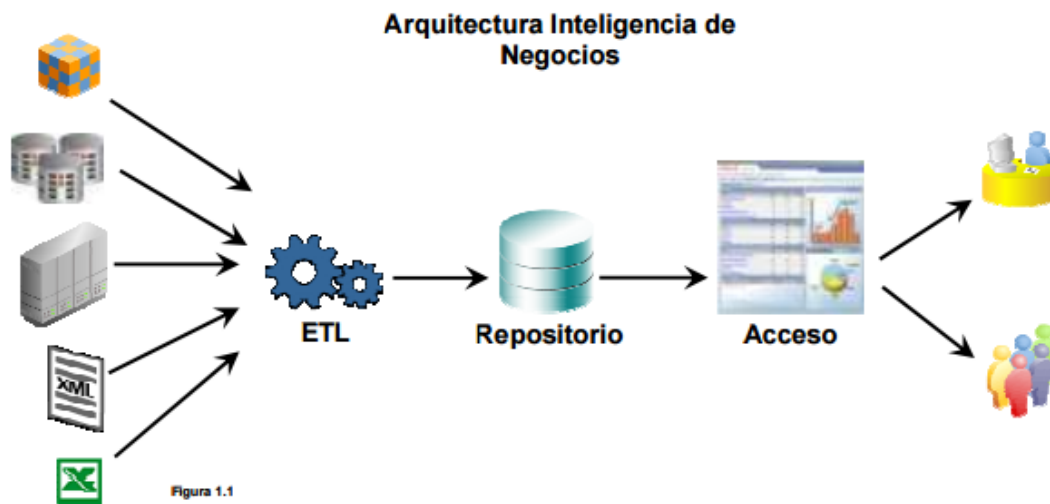 Arquitectura Inteligencia de
Negocios
XML
ETL
Repositorio
Acceso
Figura 1.1